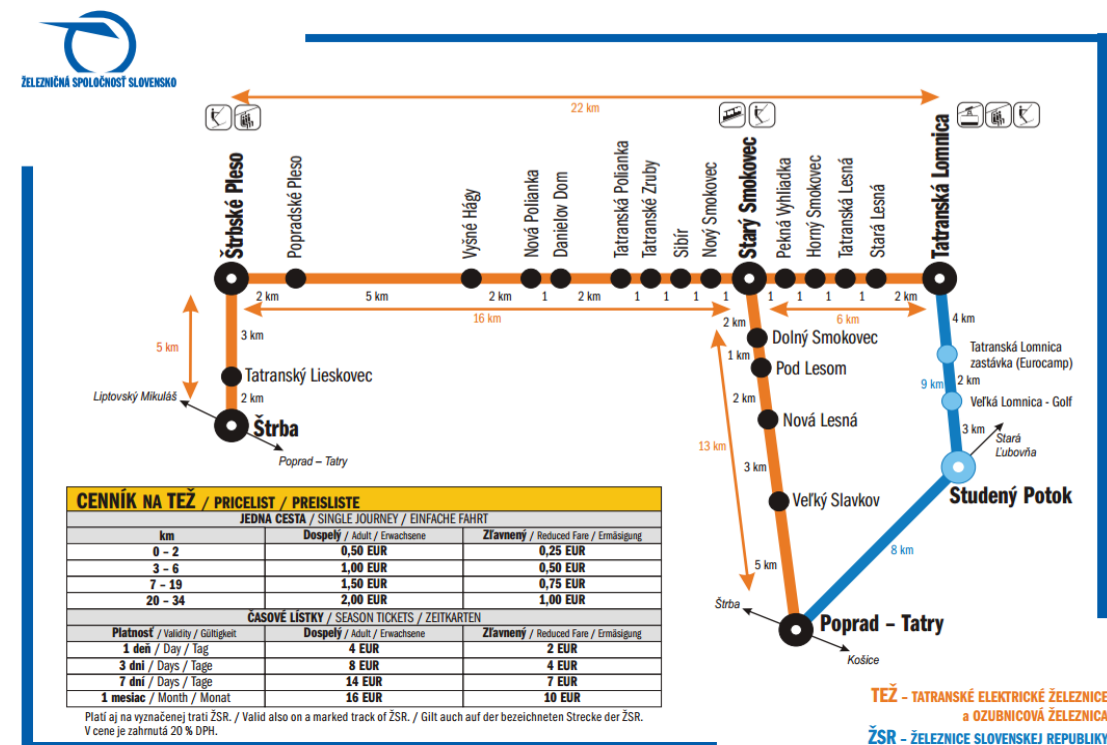 ŽELEZNIČNÁ SPOLOČNOSŤ SLOVENSKO
22 km
Štrbské Pleso
Popradské Pleso
Vyšné Hágy
Nová Polianka
Danielov Dom
Tatranská Polianka
Tatranské Zruby
Sibír
Nový Smokovec
Starý Smokovec
Pekná Vyhliadka
Horný Smokovec
Tatranská Lesná
Stará Lesná
Tatranská Lomnica
2 km
5 km
2 km
1
2 km
1
1
1
1
1
1
1
1
2 km
16 km
6 km
5 km
3 km
Tatranský Lieskovec
2 km
Liptovský Mikuláš
Štrba
Poprad – Tatry
2 km
Dolný Smokovec
1 km
Pod Lesom
2 km
Nová Lesná
13 km
3 km
Veľký Slavkov
5 km
Štrba
Poprad – Tatry
Košice
4 km
Tatranská Lomnica
zastávka (Eurocamp)
9 km
2 km
Veľká Lomnica - Golf
3 km
Stará
Ľubovňa
Studený Potok
8 km
CENNÍK NA TEŽ / PRICELIST / PREISLISTE
JEDNA CESTA / SINGLE JOURNEY / EINFACHE FAHRT
km Dospelý / Adult / Erwachsene Zľavnený / Reduced Fare / Ermäsigung
0 – 2 0,50 EUR 0,25 EUR
3 – 6 1,00 EUR 0,50 EUR
7 – 19 1,50 EUR 0,75 EUR
20 – 34 2,00 EUR 1,00 EUR
ČASOVÉ LÍSTKY / SEASON TICKETS / ZEITKARTEN
Platnosť / Validity / Gültigkeit Dospelý / Adult / Erwachsene Zľavnený / Reduced Fare / Ermäsigung
1 deň / Day / Tag 4 EUR 2 EUR
3 dni / Days / Tage 8 EUR 4 EUR
7 dní / Days / Tage 14 EUR 7 EUR
1 mesiac / Month / Monat 16 EUR 10 EUR
Platí aj na vyznačenej trati ŽSR. / Valid also on a marked track of ŽSR. / Gilt auch auf der bezeichneten Strecke der ŽSR.
V cene je zahrnutá 20 % DPH.
TEŽ – TATRANSKÉ ELEKTRICKÉ ŽELEZNICE
a OZUBNICOVÁ ŽELEZNICA
ŽSR – ŽELEZNICE SLOVENSKEJ REPUBLIKY